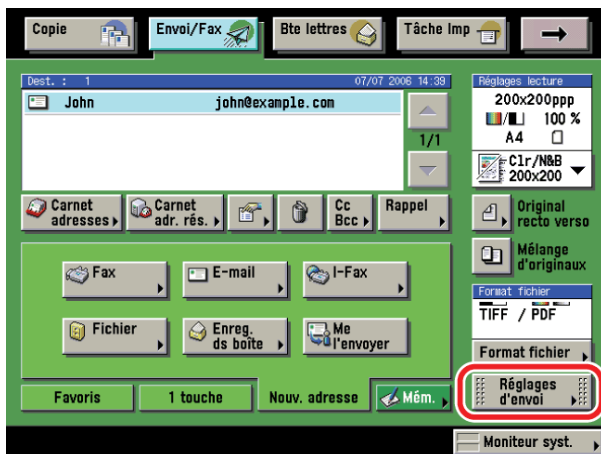 Copie
Envoi/Fax
Bte lettres
Tâche Imp
Dest. : 1
07/07 2006 14:39
John john@example.com
1/1
Carnet
adresses
Carnet
adr. rés.
Cc
Bcc
Rappel
Fax
E-mail
I-Fax
Fichier
Enreg.
ds boîte
Me
l'envoyer
Favoris
1 touche
Nouv. adresse
Mém.
Réglages lecture
200x200ppp
/ 100 %
A4
Clr/N&B
200x200
Original
recto verso
Mélange
d'originaux
Format fichier
TIFF / PDF
Format fichier
Réglages
d'envoi
Moniteur syst.